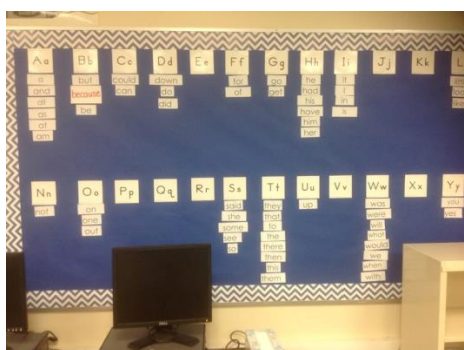 Aa
a
and
all
as
at
am
Bb
but
because
be
Cc
could
can
Dd
down
do
did
Ee
Ff
for
of
Gg
go
get
Hh
he
had
his
have
him
her
Ii
I
in
is
Jj
Kk
L
Nn
not
Oo
on
one
out
Pp
Qq
Rr
Ss
said
she
some
see
so
Tt
they
that
to
the
there
then
this
them
Uu
up
Vv
Ww
was
were
will
what
would
we
when
with
Xx
Yy
you
yes
DELL